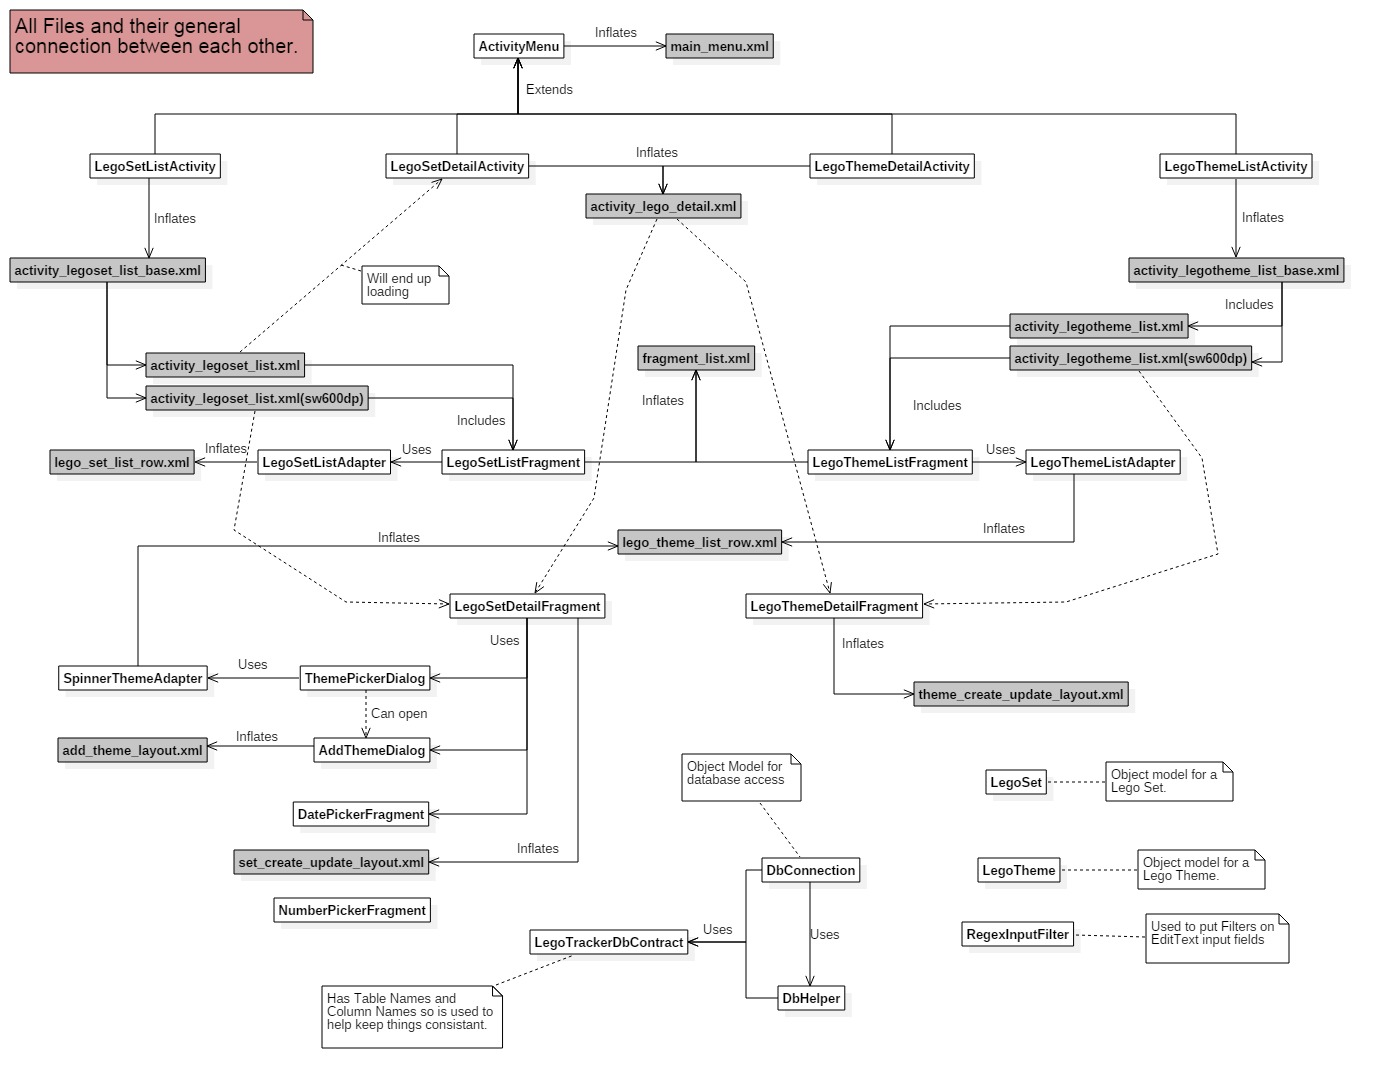 All Files and their general
connection between each other.
ActivityMenu
Inflates
main_menu.xml
Extends
LegoSetListActivity
LegoSetDetailActivity
Inflates
LegoThemeDetailActivity
LegoThemeListActivity
activity_lego_detail.xml
Inflates
Inflates
activity_legoset_list_base.xml
Will end up
loading
activity_legotheme_list_base.xml
Includes
activity_legotheme_list.xml
activity_legoset_list.xml
fragment_list.xml
activity_legotheme_list.xml(sw600dp)
activity_legoset_list.xml(sw600dp)
Inflates
Includes
Includes
lego_set_list_row.xml
Inflates
LegoSetListAdapter
Uses
LegoSetListFragment
LegoThemeListFragment
Uses
LegoThemeListAdapter
Inflates
Inflates
lego_theme_list_row.xml
LegoSetDetailFragment
LegoThemeDetailFragment
Uses
Inflates
SpinnerThemeAdapter
Uses
ThemePickerDialog
theme_create_update_layout.xml
Can open
add_theme_layout.xml
Inflates
AddThemeDialog
Object Model for
database access
LegoSet
Object model for a
Lego Set.
DatePickerFragment
Inflates
set_create_update_layout.xml
DbConnection
LegoTheme
Object model for a
Lego Theme.
NumberPickerFragment
LegoTrackerDbContract
Uses
Uses
RegexInputFilter
Used to put Filters on
EditText input fields
Has Table Names and
Column Names so is used to
help keep things consistant.
DbHelper